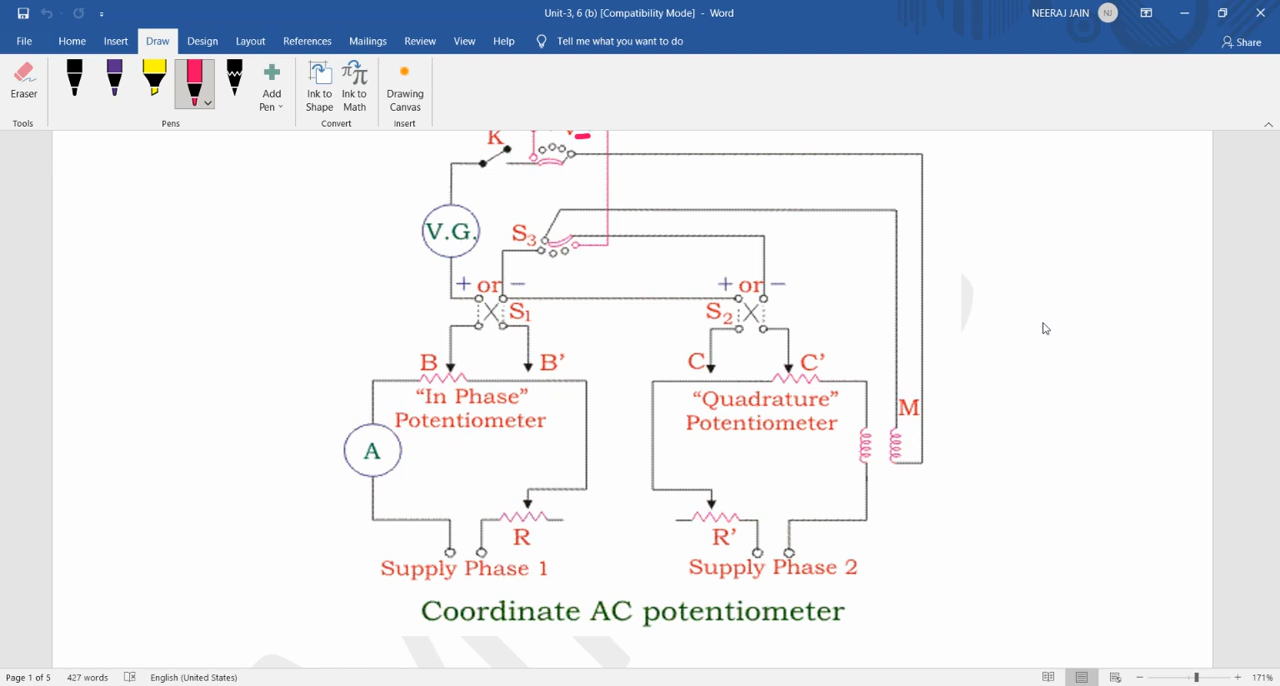 Unit-3, 6 (b) [Compatibility Mode] - Word
NEERAJ JAIN NJ
File Home Insert Draw Design Layout References Mailings Review View Help Tell me what you want to do
Share
Eraser
Add Pen
Ink to Shape
Ink to Math
Drawing Canvas
Tools Pens Convert Insert
K
V.G.
S3
+ or − + or −
S1 S2
B B' C C'
“In Phase” Potentiometer
“Quadrature” Potentiometer
M
A
R R'
Supply Phase 1 Supply Phase 2
Coordinate AC potentiometer
Page 1 of 5 427 words English (United States) 171%